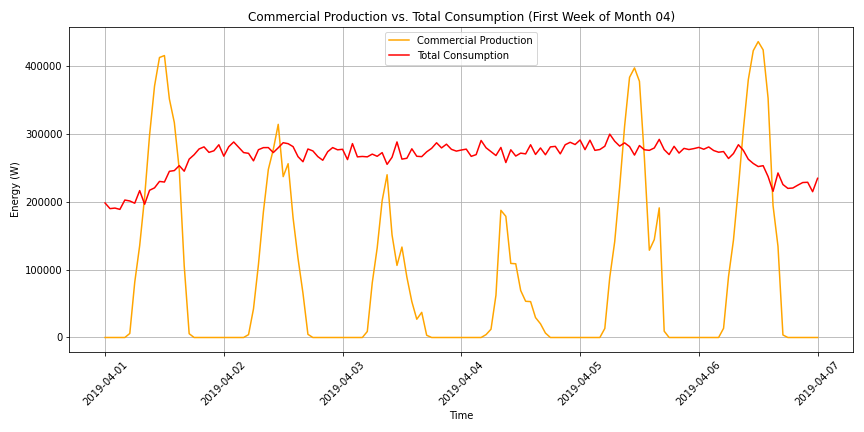 Commercial Production vs. Total Consumption (First Week of Month 04)
Commercial Production
Total Consumption
Energy (W)
400000
300000
200000
100000
0
2019-04-01
2019-04-02
2019-04-03
2019-04-04
2019-04-05
2019-04-06
2019-04-07
Time